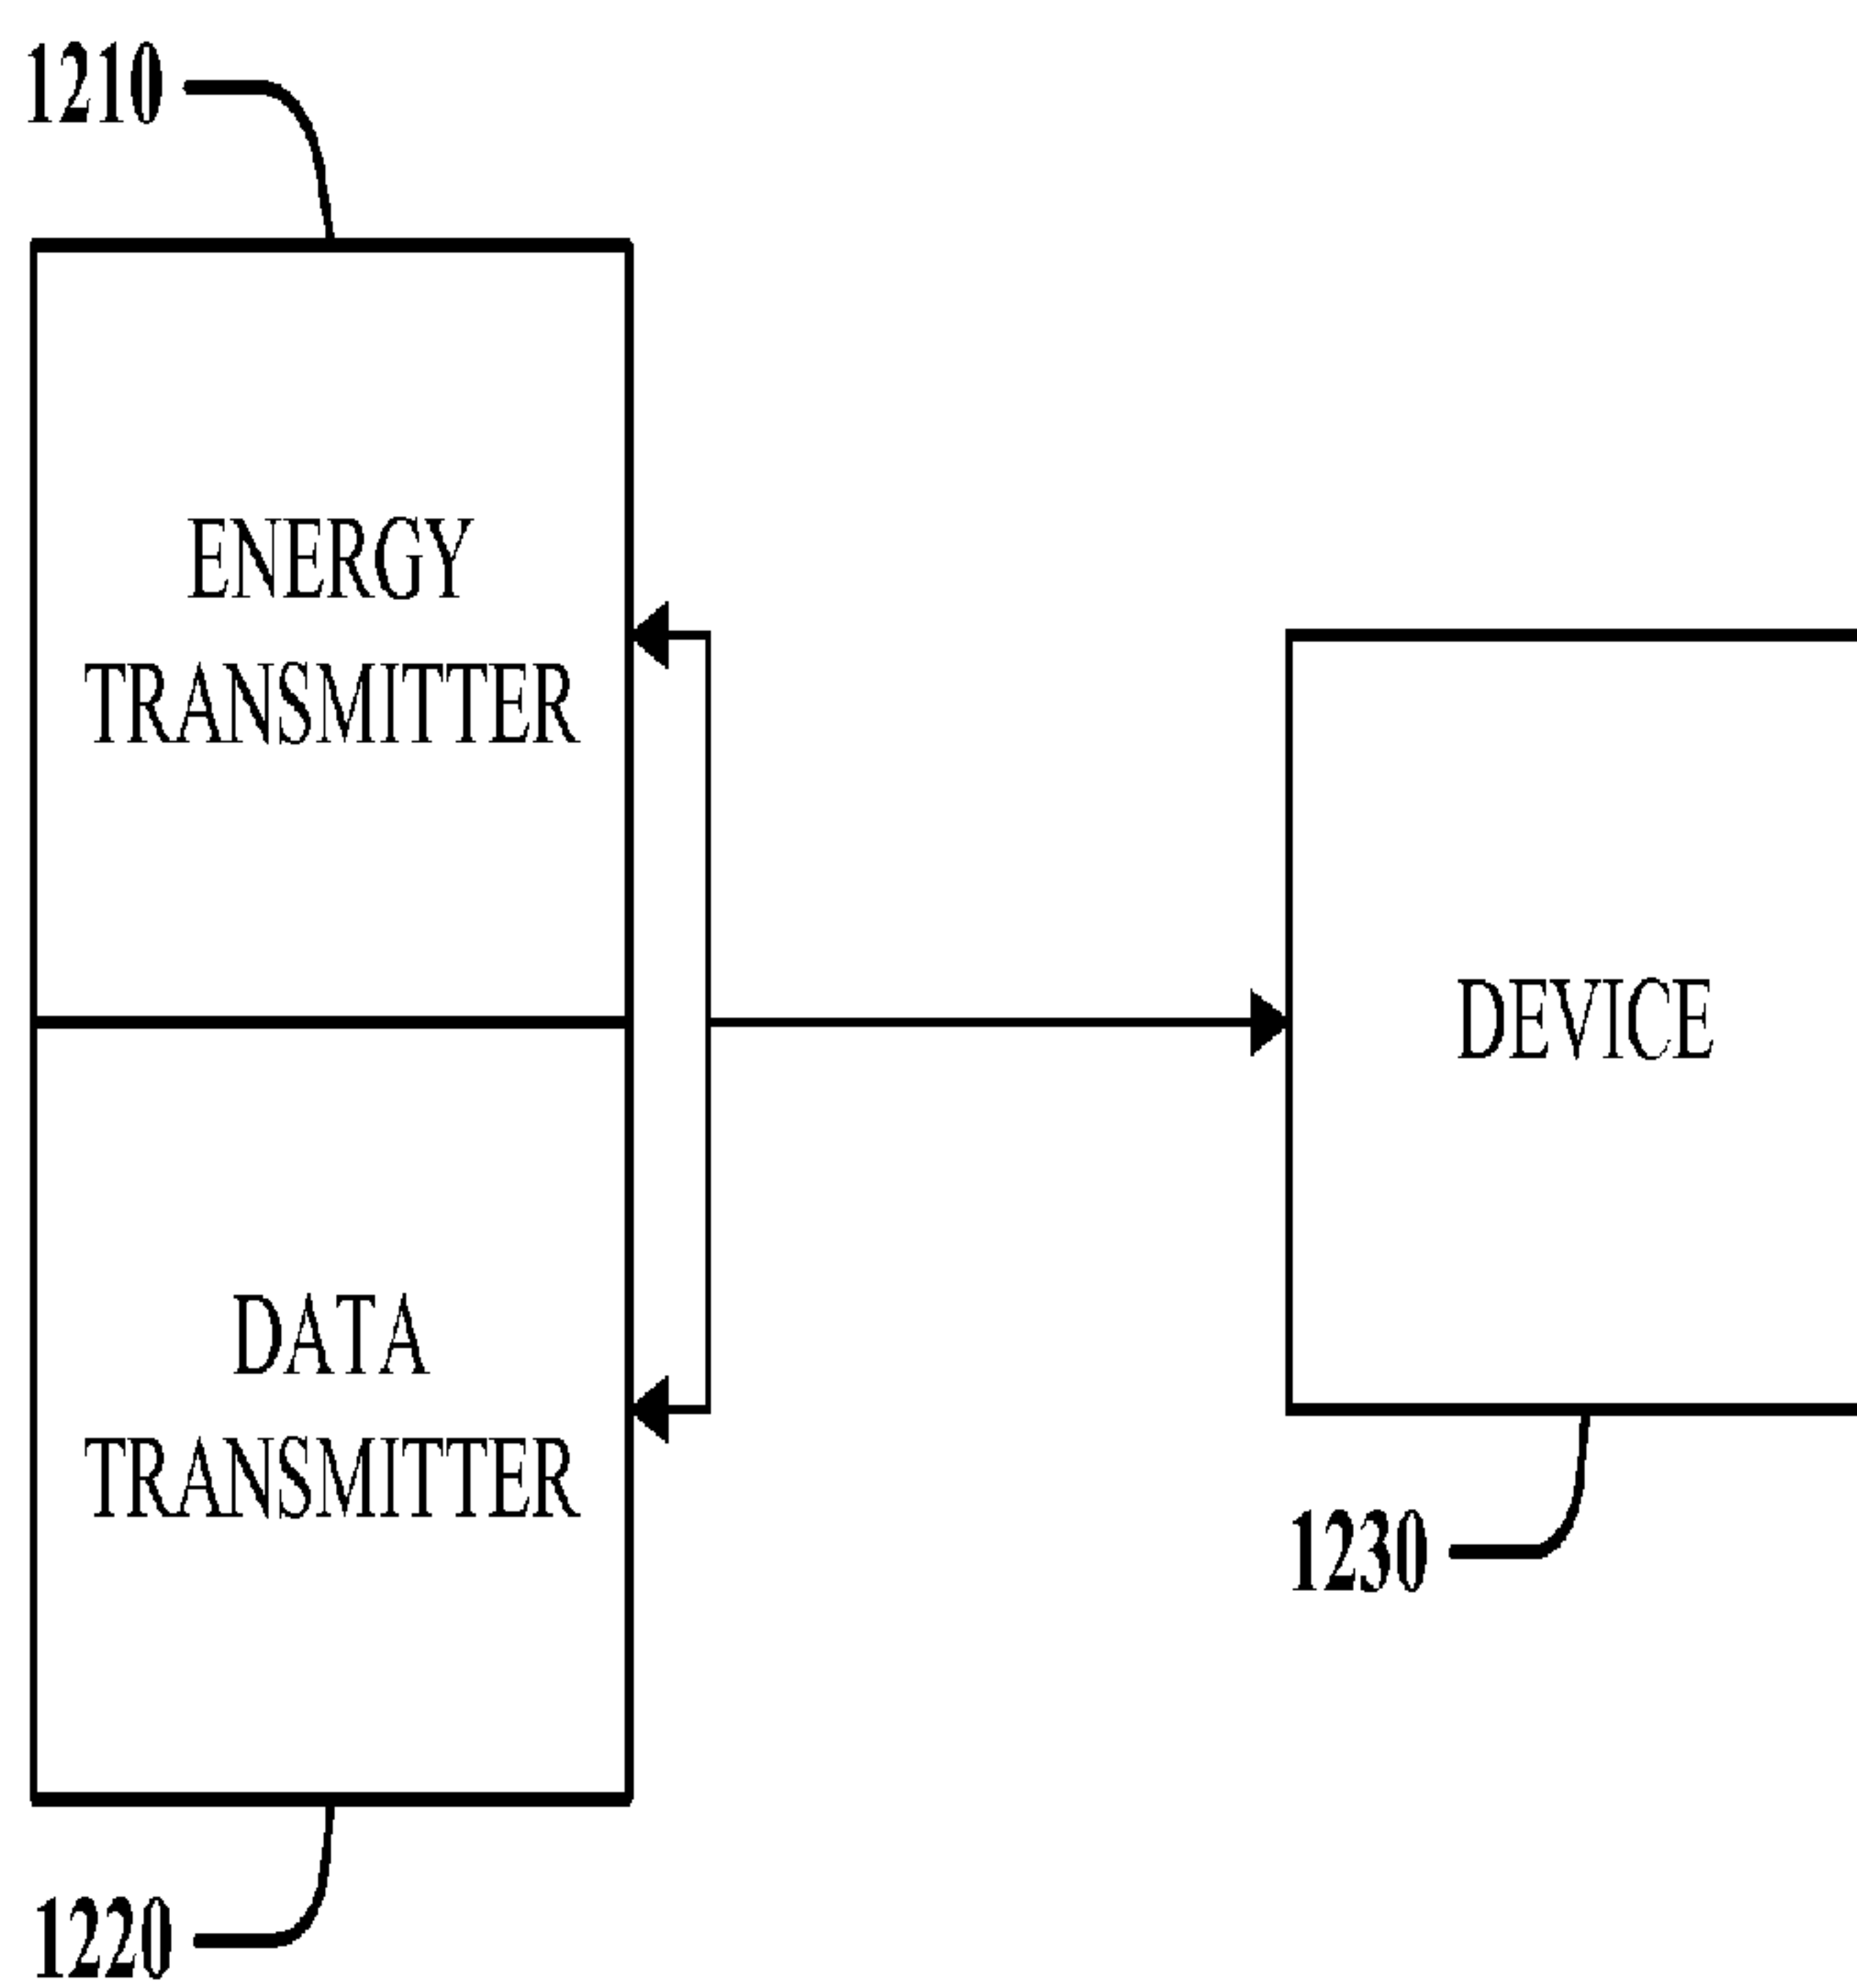 1210
ENERGY
TRANSMITTER
DEVICE
DATA
TRANSMITTER
1230
1220